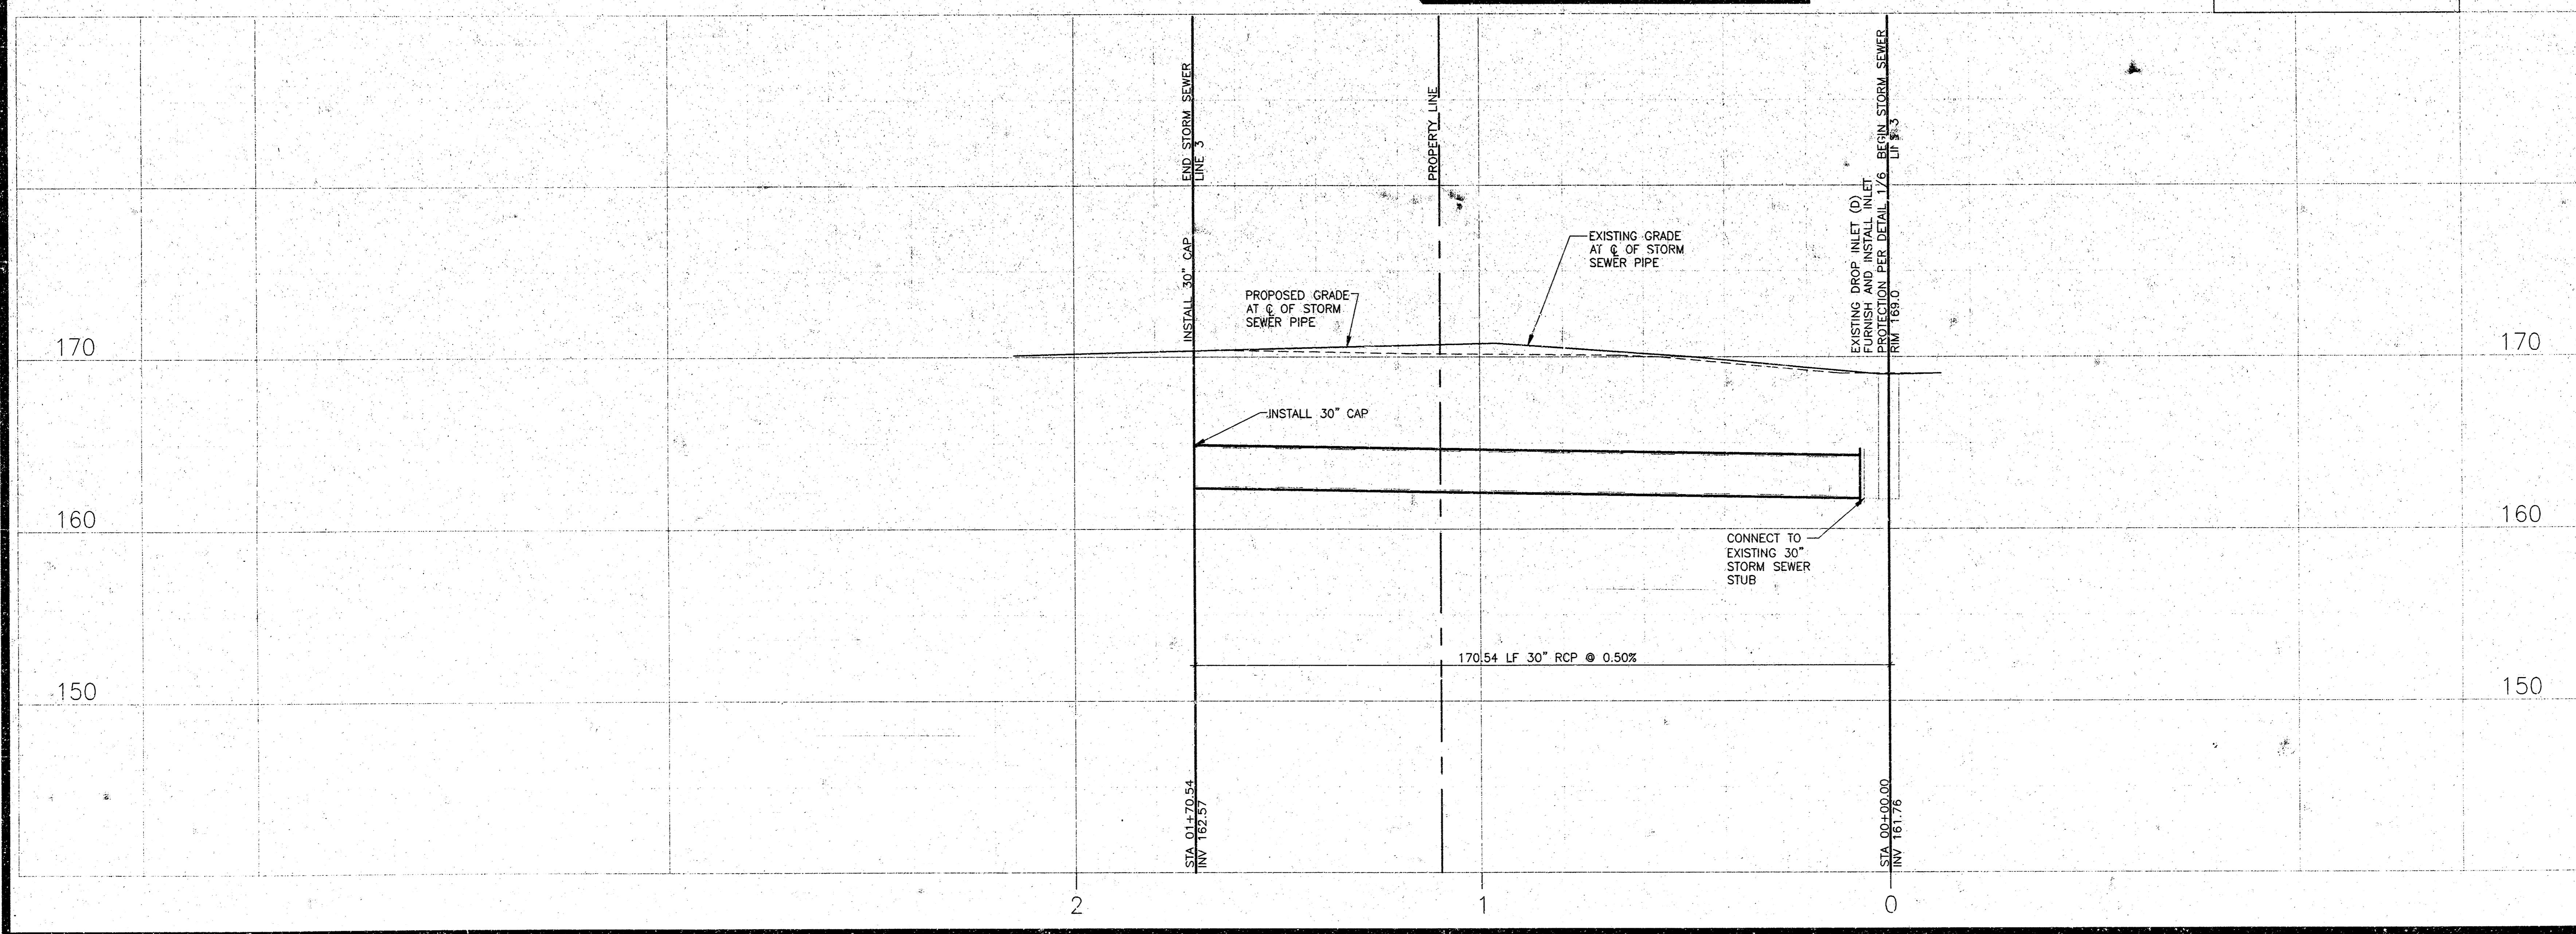 END STORM SEWER
LINE 3
INSTALL 30" CAP
PROPERTY LINE
BEGIN STORM SEWER
3
EXISTING DROP INLET (D)
FURNISH AND INSTALL INLET
PROTECTION PER DETAIL 1/6
RIM 169.0
EXISTING GRADE
AT ℄ OF STORM
SEWER PIPE
PROPOSED GRADE
AT ℄ OF STORM
SEWER PIPE
170
170
INSTALL 30" CAP
160
160
CONNECT TO
EXISTING 30"
STORM SEWER
STUB
170.54 LF 30" RCP @ 0.50%
150
150
STA 01+70.54
INV 162.57
STA 00+00.00
INV 161.76
2
1
0